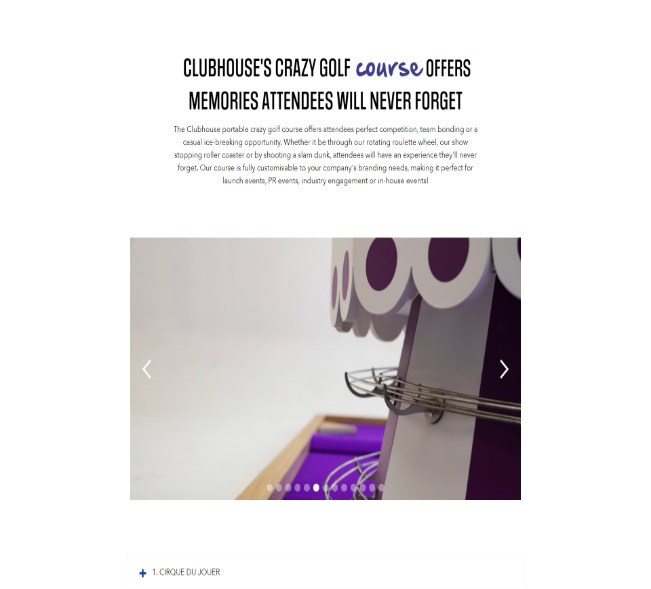 CLUBHOUSE'S CRAZY GOLF course OFFERS
MEMORIES ATTENDEES WILL NEVER FORGET
The Clubhouse portable crazy golf course offers attendees perfect competition, team bonding or a
casual ice-breaking opportunity. Whether it be through our rotating roulette wheel, our show
stopping roller coaster or by shooting a slam dunk, attendees will have an experience they'll never
forget. Our course is fully customisable to your company's branding needs, making it perfect for
launch events, PR events, industry engagement or in-house events!
1. CIRQUE DU JOUER